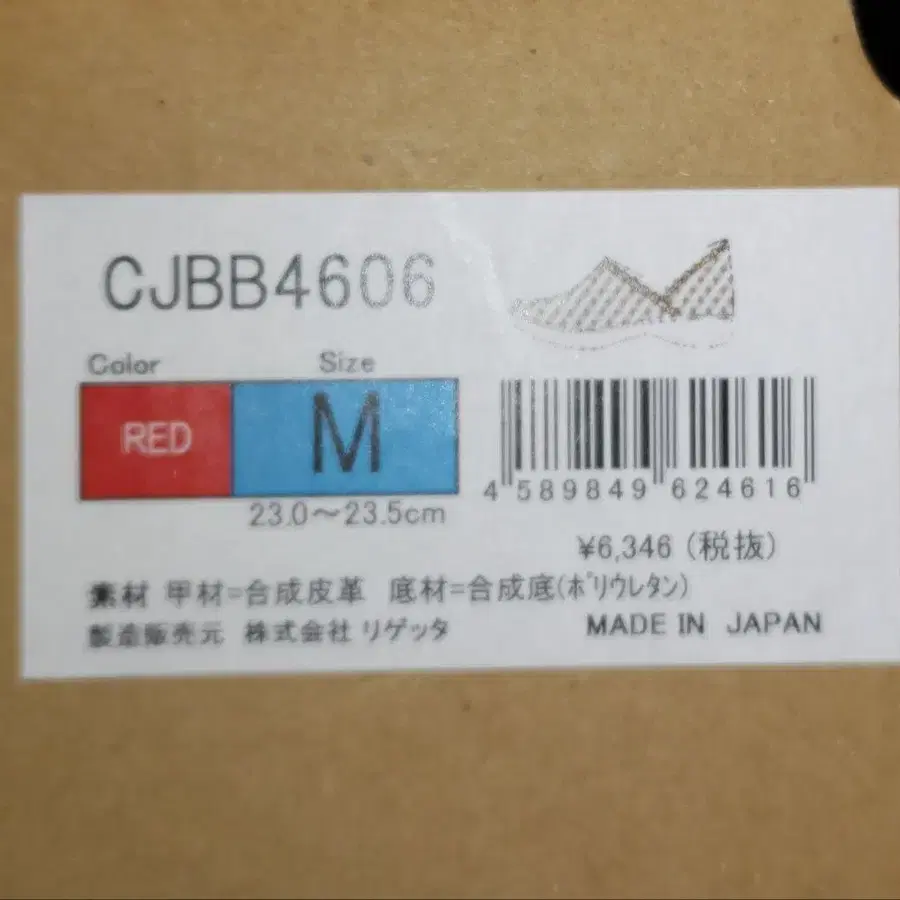 CJBB4606
Color Size
RED M
23.0～23.5cm
4 589849 624616
¥6,346 (税抜)
素材 甲材=合成皮革 底材=合成底(ポリウレタン)
製造販売元 株式会社 リゲッタ
MADE IN JAPAN